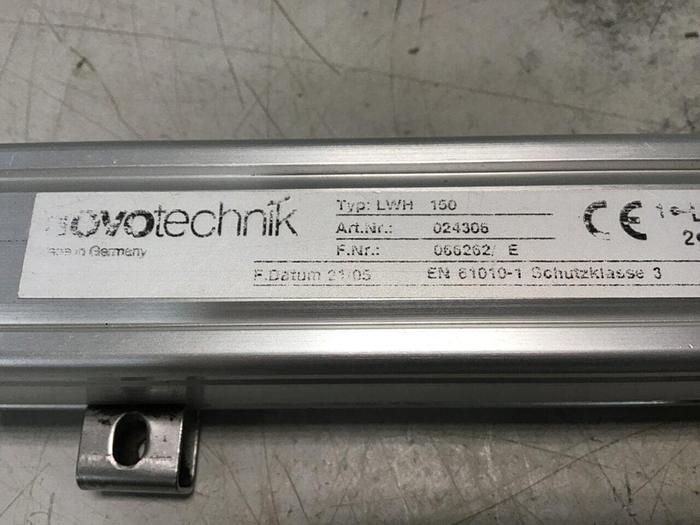 novotechnik
Made in Germany
Typ: LWH 150
Art.Nr.: 024306
F.Nr.: 066262/ E
F.Datum 21/05
EN 61010-1 Schutzklasse 3
CE